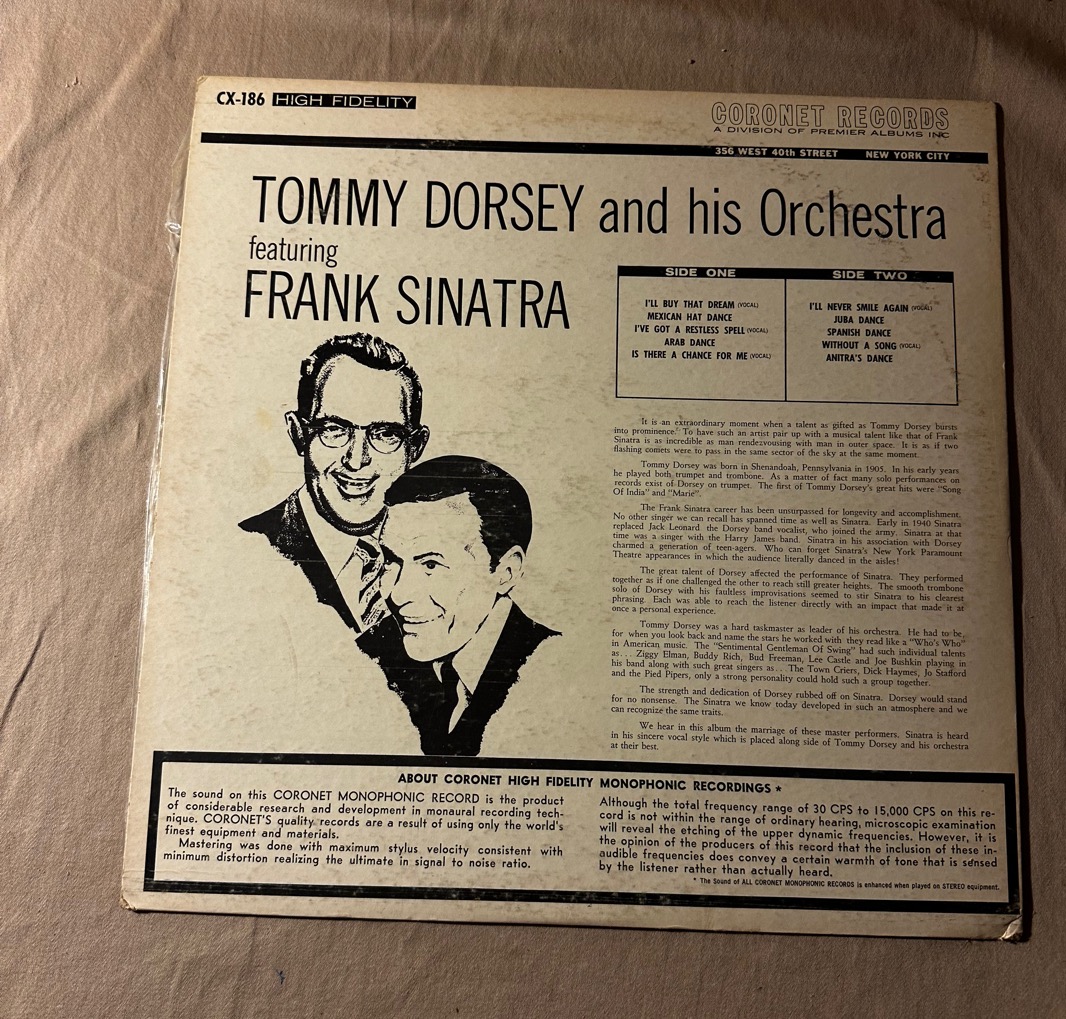 CX-186 HIGH FIDELITY
CORONET RECORDS
A DIVISION OF PREMIER ALBUMS INC
356 WEST 40th STREET NEW YORK CITY
TOMMY DORSEY and his Orchestra
featuring
FRANK SINATRA
SIDE ONE
I'LL BUY THAT DREAM (VOCAL)
MEXICAN HAT DANCE
I'VE GOT A RESTLESS SPELL (VOCAL)
ARAB DANCE
IS THERE A CHANCE FOR ME (VOCAL)
SIDE TWO
I'LL NEVER SMILE AGAIN (VOCAL)
JUBA DANCE
SPANISH DANCE
WITHOUT A SONG (VOCAL)
ANITRA'S DANCE
It is an extraordinary moment when a talent as gifted as Tommy Dorsey bursts
into prominence. To have such an artist pair up with a musical talent like that of Frank
Sinatra is as incredible as man rendezvousing with man in outer space. It is as if two
flashing comets were to pass in the same sector of the sky at the same moment.
Tommy Dorsey was born in Shenandoah, Pennsylvania in 1905. In his early years
he played both trumpet and trombone. As a matter of fact many solo performances on
records exist of Dorsey on trumpet. The first of Tommy Dorsey's great hits were "Song
Of India" and "Marie".
The Frank Sinatra career has been unsurpassed for longevity and accomplishment.
No other singer we can recall has spanned time as well as Sinatra. Early in 1940 Sinatra
replaced Jack Leonard the Dorsey band vocalist, who joined the army. Sinatra at that
time was a singer with the Harry James band. Sinatra in his association with Dorsey
charmed a generation of teen-agers. Who can forget Sinatra's New York Paramount
Theatre appearances in which the audience literally danced in the aisles!
The great talent of Dorsey affected the performance of Sinatra. They performed
together as if one challenged the other to reach still greater heights. The smooth trombone
solo of Dorsey with his faultless improvisations seemed to stir Sinatra to his clearest
phrasing. Each was able to reach the listener directly with an impact that made it at
once a personal experience.
Tommy Dorsey was a hard taskmaster as leader of his orchestra. He had to be,
for when you look back and name the stars he worked with they read like a "Who's Who"
in American music. The "Sentimental Gentleman Of Swing" had such individual talents
as... Ziggy Elman, Buddy Rich, Bud Freeman, Lee Castle and Joe Bushkin playing in
his band along with such great singers as.. The Town Criers, Dick Haymes, Jo Stafford
and the Pied Pipers, only a strong personality could hold such a group together.
The strength and dedication of Dorsey rubbed off on Sinatra. Dorsey would stand
for no nonsense. The Sinatra we know today developed in such an atmosphere and we
can recognize the same traits.
We hear in this album the marriage of these master performers. Sinatra is heard
in his sincere vocal style which is placed along side of Tommy Dorsey and his orchestra
at their best.
ABOUT CORONET HIGH FIDELITY MONOPHONIC RECORDINGS *
The sound on this CORONET MONOPHONIC RECORD is the product
of considerable research and development in monaural recording tech-
nique. CORONET'S quality records are a result of using only the world's
finest equipment and materials.
Mastering was done with maximum stylus velocity consistent with
minimum distortion realizing the ultimate in signal to noise ratio.
Although the total frequency range of 30 CPS to 15,000 CPS on this re-
cord is not within the range of ordinary hearing, microscopic examination
will reveal the etching of the upper dynamic frequencies. However, it is
the opinion of the producers of this record that the inclusion of these in-
audible frequencies does convey a certain warmth of tone that is sensed
by the listener rather than actually heard.
* The Sound of ALL CORONET MONOPHONIC RECORDS is enhanced when played on STEREO equipment.